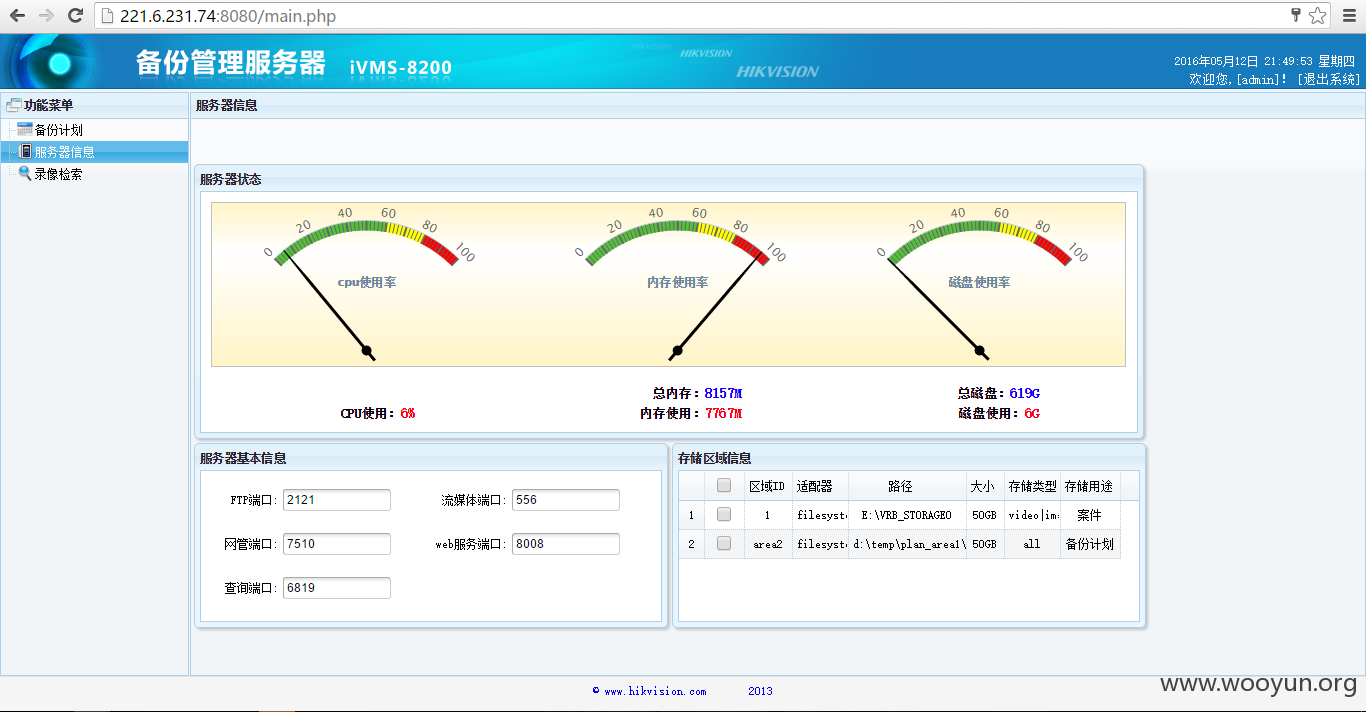 221.6.231.74:8080/main.php
备份管理服务器 iVMS-8200
HIKVISION
HIKVISION
HIKVISION
2016年05月12日 21:49:53 星期四
欢迎您,[admin]! [退出系统]
功能菜单
备份计划
服务器信息
录像检索
服务器信息
服务器状态
0 20 40 60 80 100
cpu使用率
0 20 40 60 80 100
内存使用率
0 20 40 60 80 100
磁盘使用率
CPU使用：6%
总内存：8157M
内存使用：7767M
总磁盘：619G
磁盘使用：6G
服务器基本信息
FTP端口: 2121 流媒体端口: 556
网管端口: 7510 web服务端口: 8008
查询端口: 6819
存储区域信息
区域ID 适配器 路径 大小 存储类型 存储用途
1 1 filesyst E:\VRB_STORAGE0 50GB video|im 案件
2 area2 filesyst d:\temp\plan_area1\ 50GB all 备份计划
© www.hikvision.com 2013
www.wooyun.org